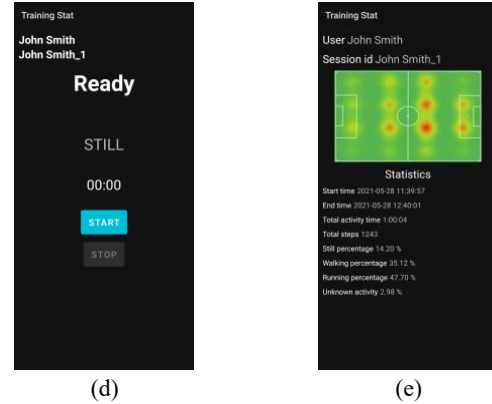 Training Stat
John Smith
John Smith_1
Ready
STILL
00:00
START
STOP
(d)
Training Stat
User John Smith
Session id John Smith_1
Statistics
Start time 2021-05-28 11:39:57
End time 2021-05-28 12:40:01
Total activity time 1:00:04
Total steps 1243
Still percentage 14.20 %
Walking percentage 35.12 %
Running percentage 47.70 %
Unknown activity 2.98 %
(e)